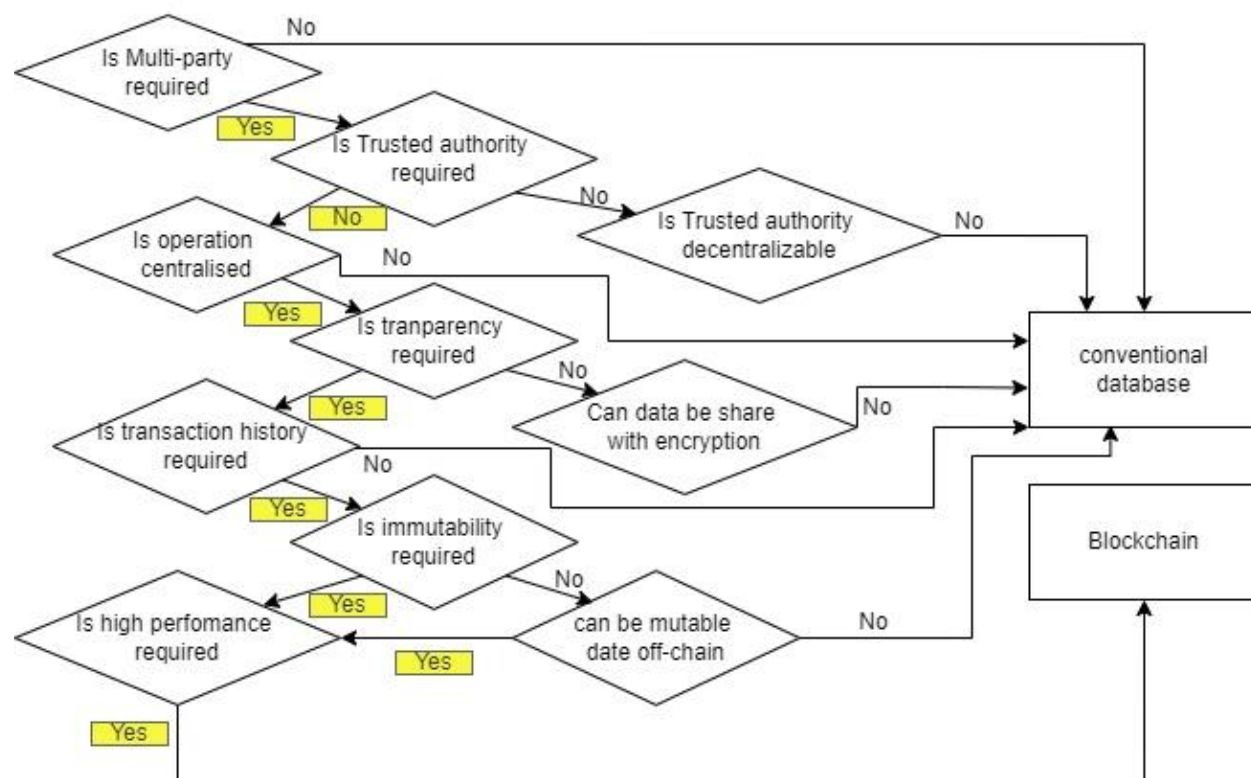 No
Is Multi-party
required
Yes
Is Trusted authority
required
No
No
Is Trusted authority
decentralizable
No
Is operation
centralised
No
Yes
Is tranparency
required
No
Yes
conventional
database
Can data be share
with encryption
No
Is transaction history
required
No
Yes
Is immutability
required
No
Yes
Blockchain
Is high perfomance
required
can be mutable
date off-chain
No
Yes
Yes